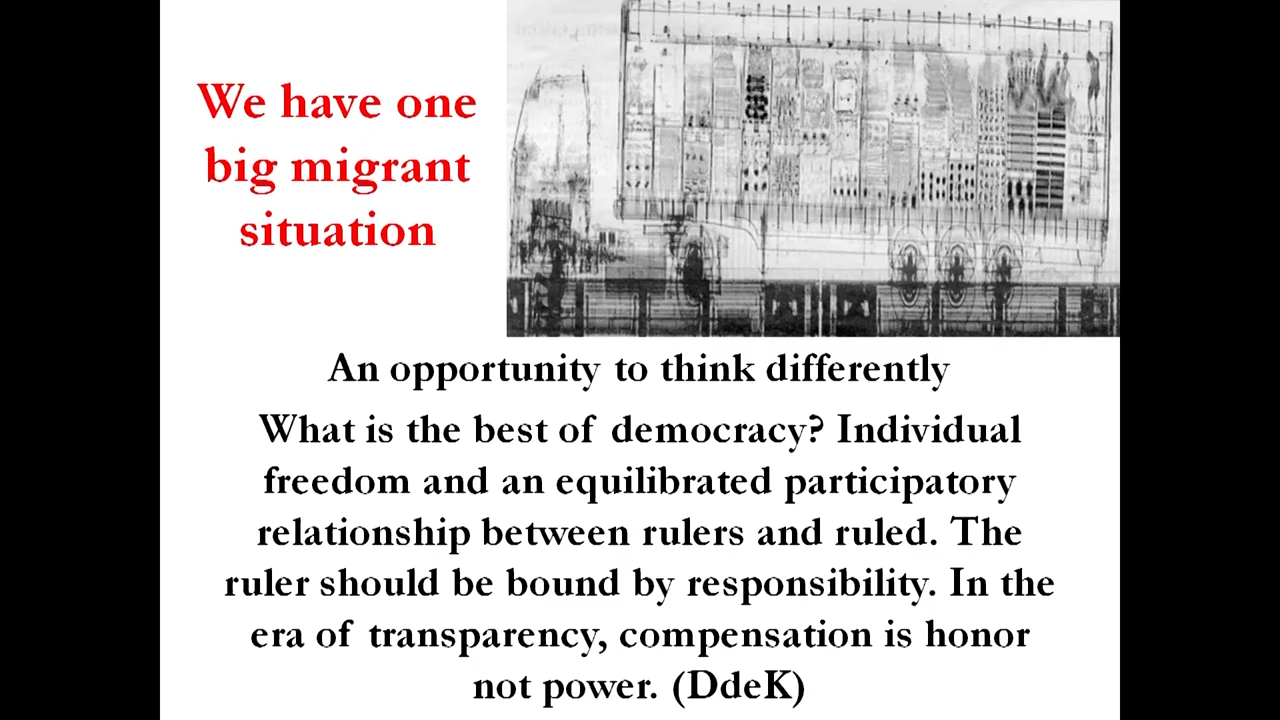 We have one
big migrant
situation
An opportunity to think differently
What is the best of democracy? Individual
freedom and an equilibrated participatory
relationship between rulers and ruled. The
ruler should be bound by responsibility. In the
era of transparency, compensation is honor
not power. (DdeK)